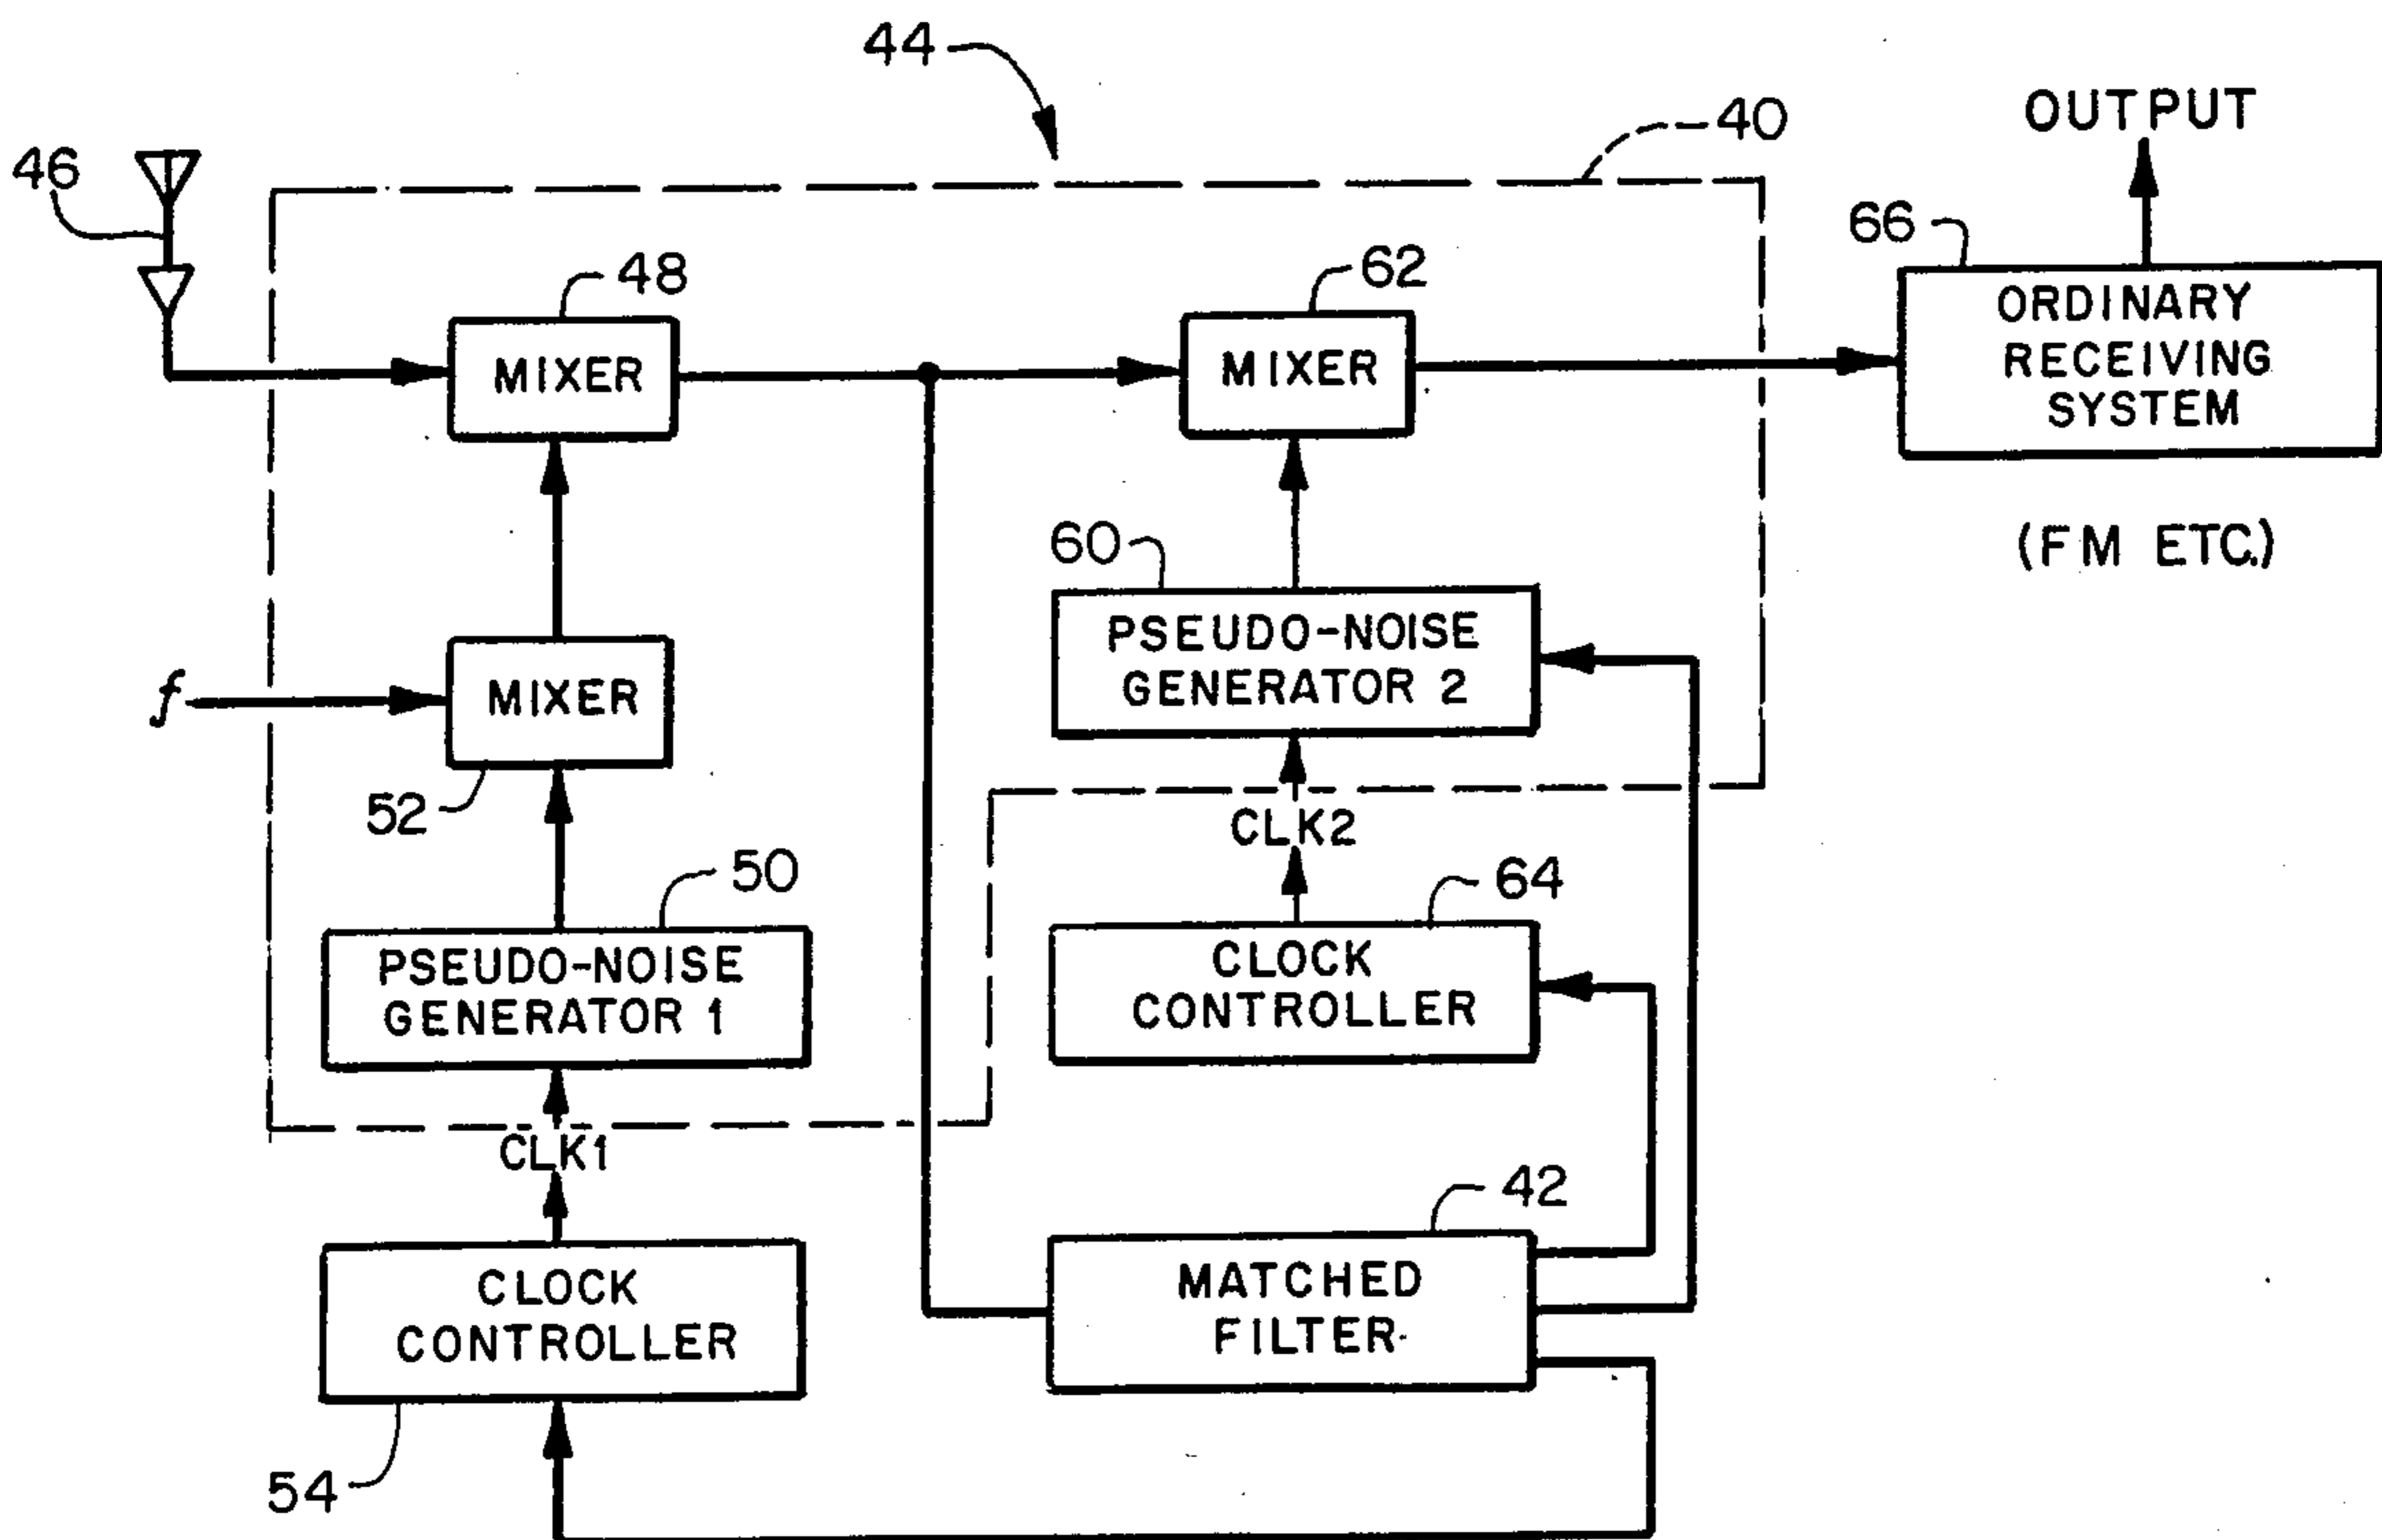 44
40
OUTPUT
46
66
48
62
ORDINARY
RECEIVING
SYSTEM
MIXER
MIXER
(FM ETC.)
60
PSEUDO-NOISE
GENERATOR 2
f
MIXER
52
CLK2
50
64
PSEUDO-NOISE
GENERATOR 1
CLOCK
CONTROLLER
CLK1
42
CLOCK
CONTROLLER
MATCHED
FILTER
54